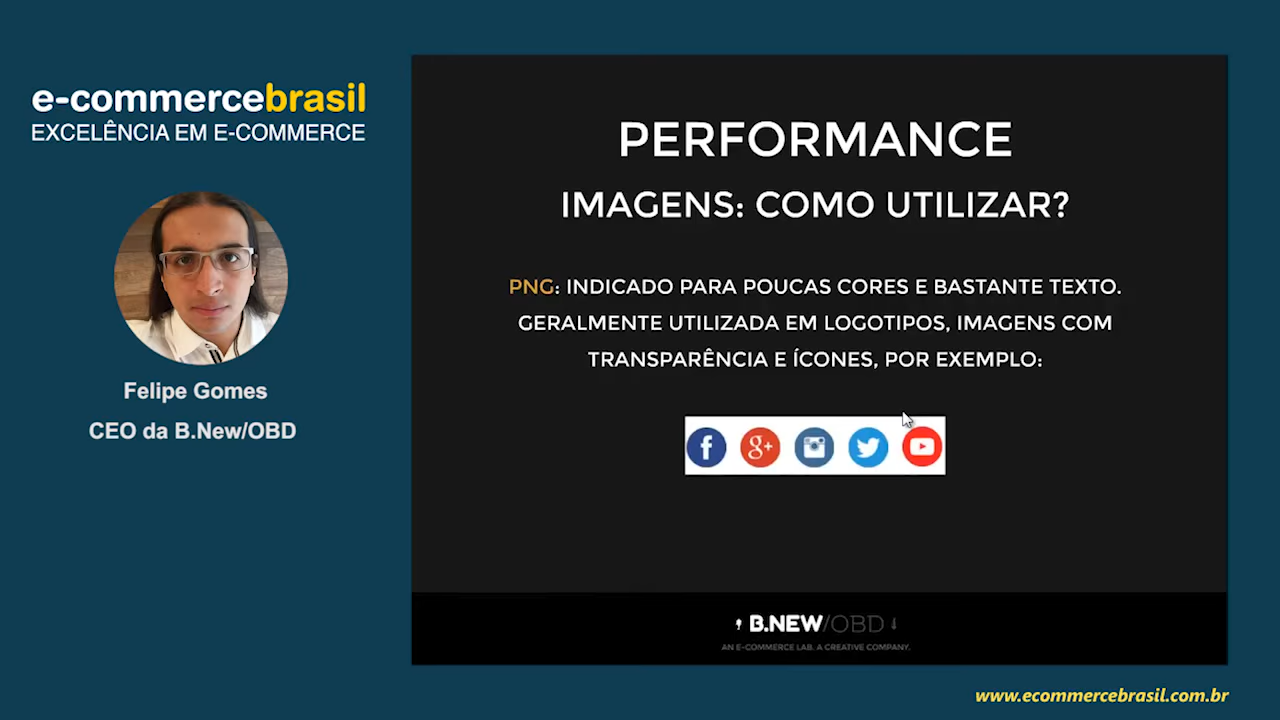 e-commercebrasil
EXCELÊNCIA EM E-COMMERCE
Felipe Gomes
CEO da B.New/OBD
PERFORMANCE
IMAGENS: COMO UTILIZAR?
PNG: INDICADO PARA POUCAS CORES E BASTANTE TEXTO.
GERALMENTE UTILIZADA EM LOGOTIPOS, IMAGENS COM
TRANSPARÊNCIA E ÍCONES, POR EXEMPLO:
f g+
B.NEW/OBD
AN E-COMMERCE LAB. A CREATIVE COMPANY.
www.ecommercebrasil.com.br